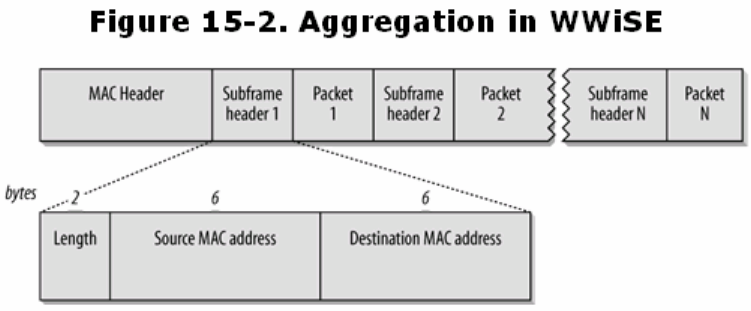 Figure 15-2. Aggregation in WWiSE
MAC Header
Subframe
header 1
Packet
1
Subframe
header 2
Packet
2
Subframe
header N
Packet
N
bytes
2
6
6
Length
Source MAC address
Destination MAC address